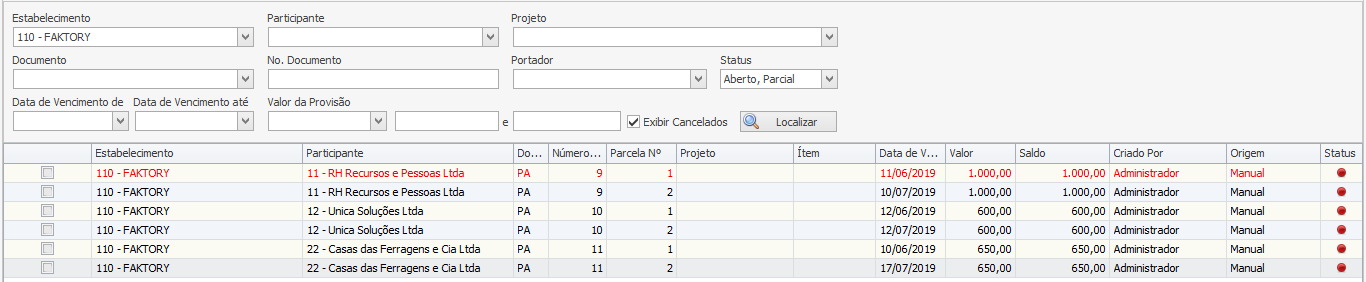 Estabelecimento Participante Projeto
110 - FAKTORY
Documento No. Documento Portador Status
Aberto, Parcial
Data de Vencimento de Data de Vencimento até Valor da Provisão
e Exibir Cancelados Localizar
Estabelecimento Participante Do... Número... Parcela Nº Projeto Ítem Data de V... Valor Saldo Criado Por Origem Status
110 - FAKTORY 11 - RH Recursos e Pessoas Ltda PA 9 1 11/06/2019 1.000,00 1.000,00 Administrador Manual
110 - FAKTORY 11 - RH Recursos e Pessoas Ltda PA 9 2 10/07/2019 1.000,00 1.000,00 Administrador Manual
110 - FAKTORY 12 - Unica Soluções Ltda PA 10 1 12/06/2019 600,00 600,00 Administrador Manual
110 - FAKTORY 12 - Unica Soluções Ltda PA 10 2 12/07/2019 600,00 600,00 Administrador Manual
110 - FAKTORY 22 - Casas das Ferragens e Cia Ltda PA 11 1 10/06/2019 650,00 650,00 Administrador Manual
110 - FAKTORY 22 - Casas das Ferragens e Cia Ltda PA 11 2 17/07/2019 650,00 650,00 Administrador Manual